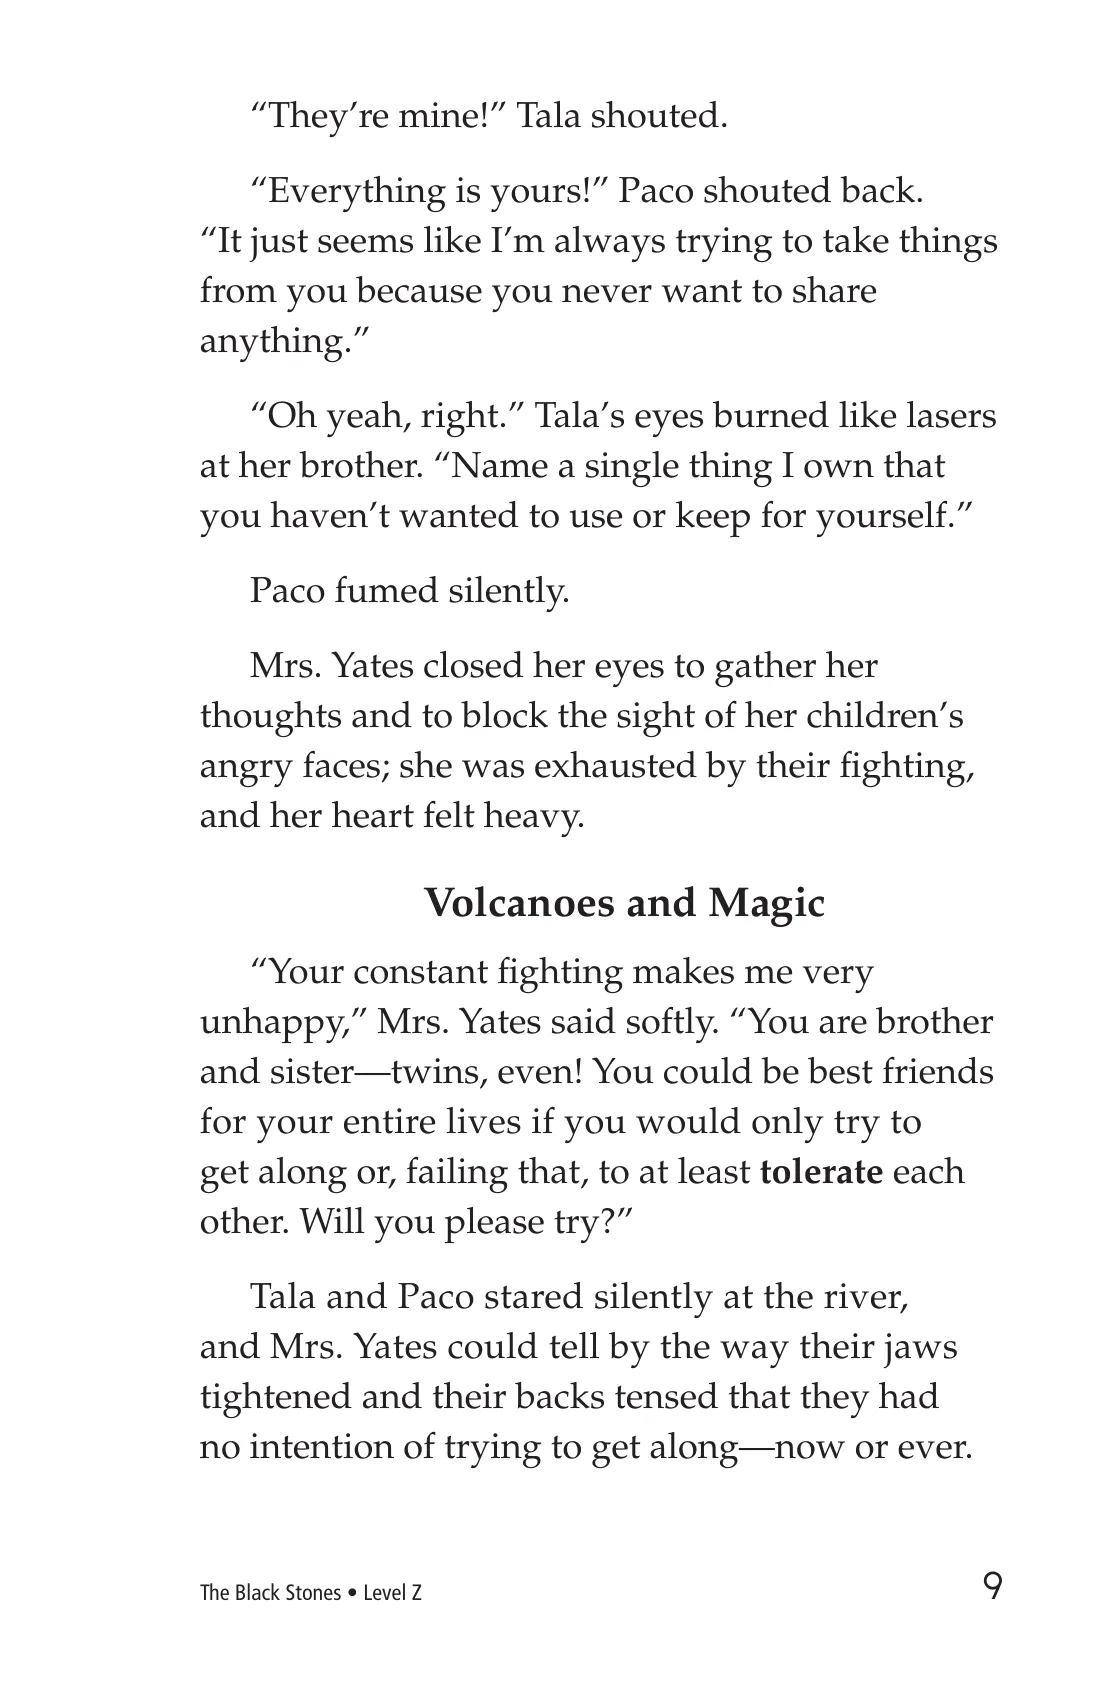 “They’re mine!” Tala shouted.
“Everything is yours!” Paco shouted back.
“It just seems like I’m always trying to take things
from you because you never want to share
anything.”
“Oh yeah, right.” Tala’s eyes burned like lasers
at her brother. “Name a single thing I own that
you haven’t wanted to use or keep for yourself.”
Paco fumed silently.
Mrs. Yates closed her eyes to gather her
thoughts and to block the sight of her children’s
angry faces; she was exhausted by their fighting,
and her heart felt heavy.
Volcanoes and Magic
“Your constant fighting makes me very
unhappy,” Mrs. Yates said softly. “You are brother
and sister—twins, even! You could be best friends
for your entire lives if you would only try to
get along or, failing that, to at least tolerate each
other. Will you please try?”
Tala and Paco stared silently at the river,
and Mrs. Yates could tell by the way their jaws
tightened and their backs tensed that they had
no intention of trying to get along—now or ever.
The Black Stones • Level Z
9